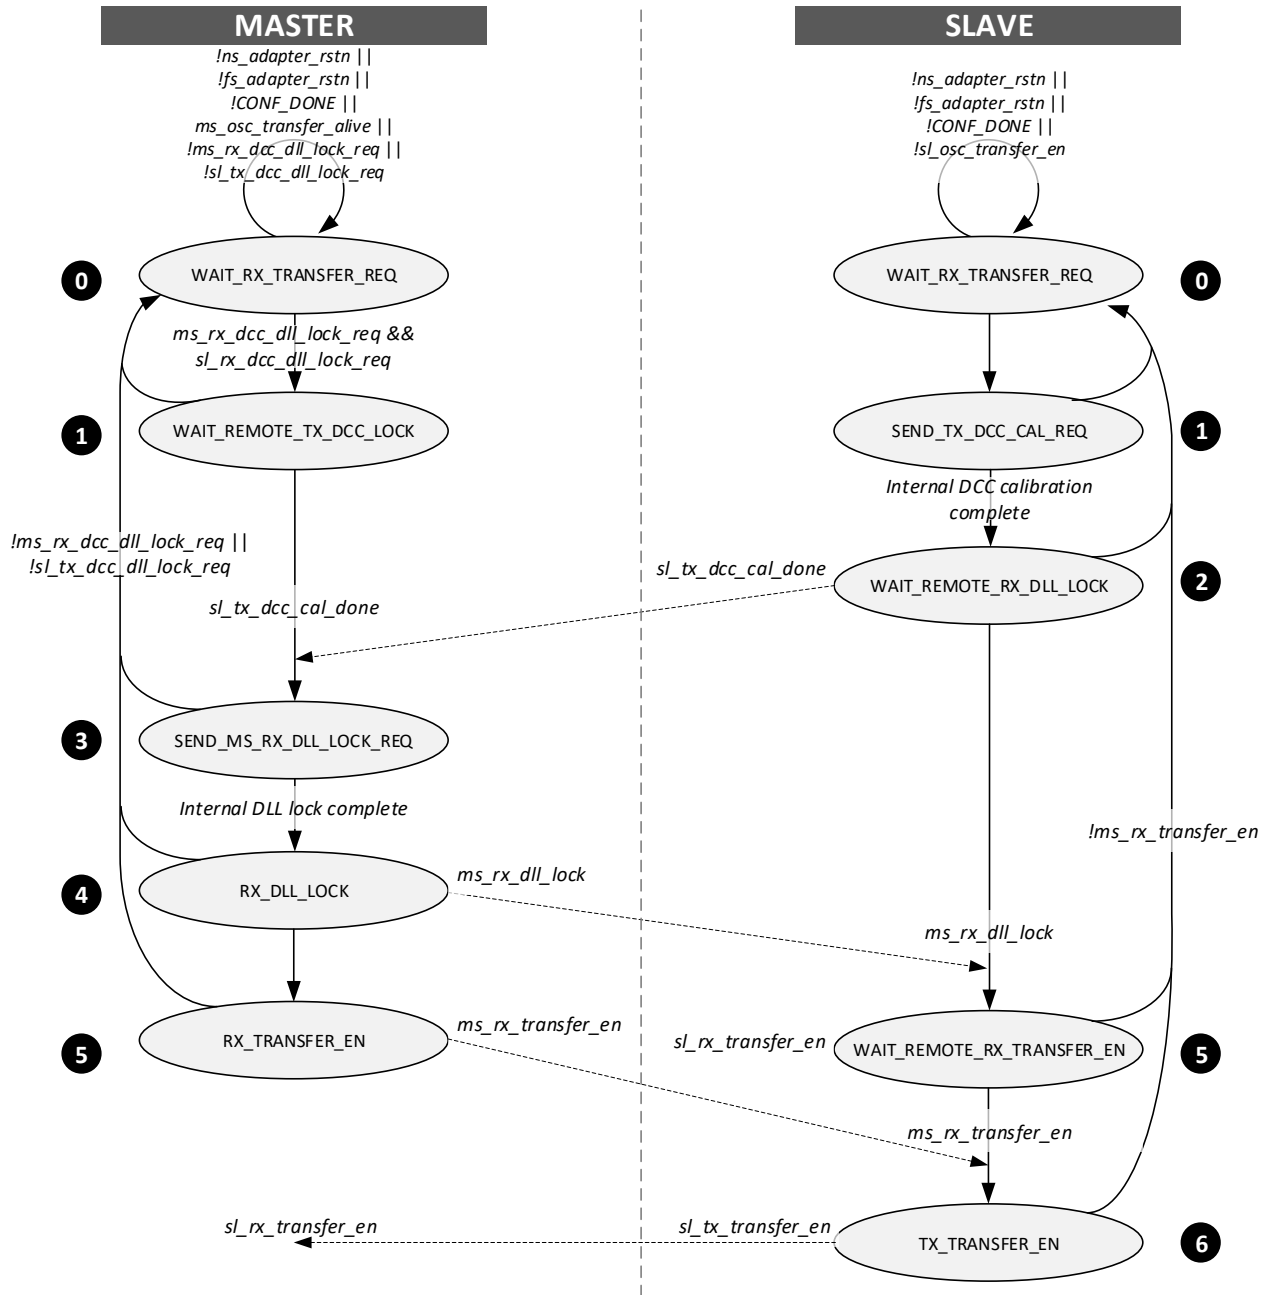 MASTER
!ns_adapter_rstn ||
!fs_adapter_rstn ||
!CONF_DONE ||
ms_osc_transfer_alive ||
!ms_rx_dcc_dll_lock_req ||
!sl_tx_dcc_dll_lock_req
0
WAIT_RX_TRANSFER_REQ
ms_rx_dcc_dll_lock_req &&
sl_rx_dcc_dll_lock_req
1
WAIT_REMOTE_TX_DCC_LOCK
!ms_rx_dcc_dll_lock_req ||
!sl_tx_dcc_dll_lock_req
sl_tx_dcc_cal_done
3
SEND_MS_RX_DLL_LOCK_REQ
Internal DLL lock complete
4
RX_DLL_LOCK
ms_rx_dll_lock
5
RX_TRANSFER_EN
ms_rx_transfer_en
sl_rx_transfer_en
SLAVE
!ns_adapter_rstn ||
!fs_adapter_rstn ||
!CONF_DONE ||
!sl_osc_transfer_en
WAIT_RX_TRANSFER_REQ
0
SEND_TX_DCC_CAL_REQ
1
Internal DCC calibration
complete
sl_tx_dcc_cal_done
WAIT_REMOTE_RX_DLL_LOCK
2
!ms_rx_transfer_en
ms_rx_dll_lock
sl_rx_transfer_en
WAIT_REMOTE_RX_TRANSFER_EN
5
ms_rx_transfer_en
sl_tx_transfer_en
TX_TRANSFER_EN
6